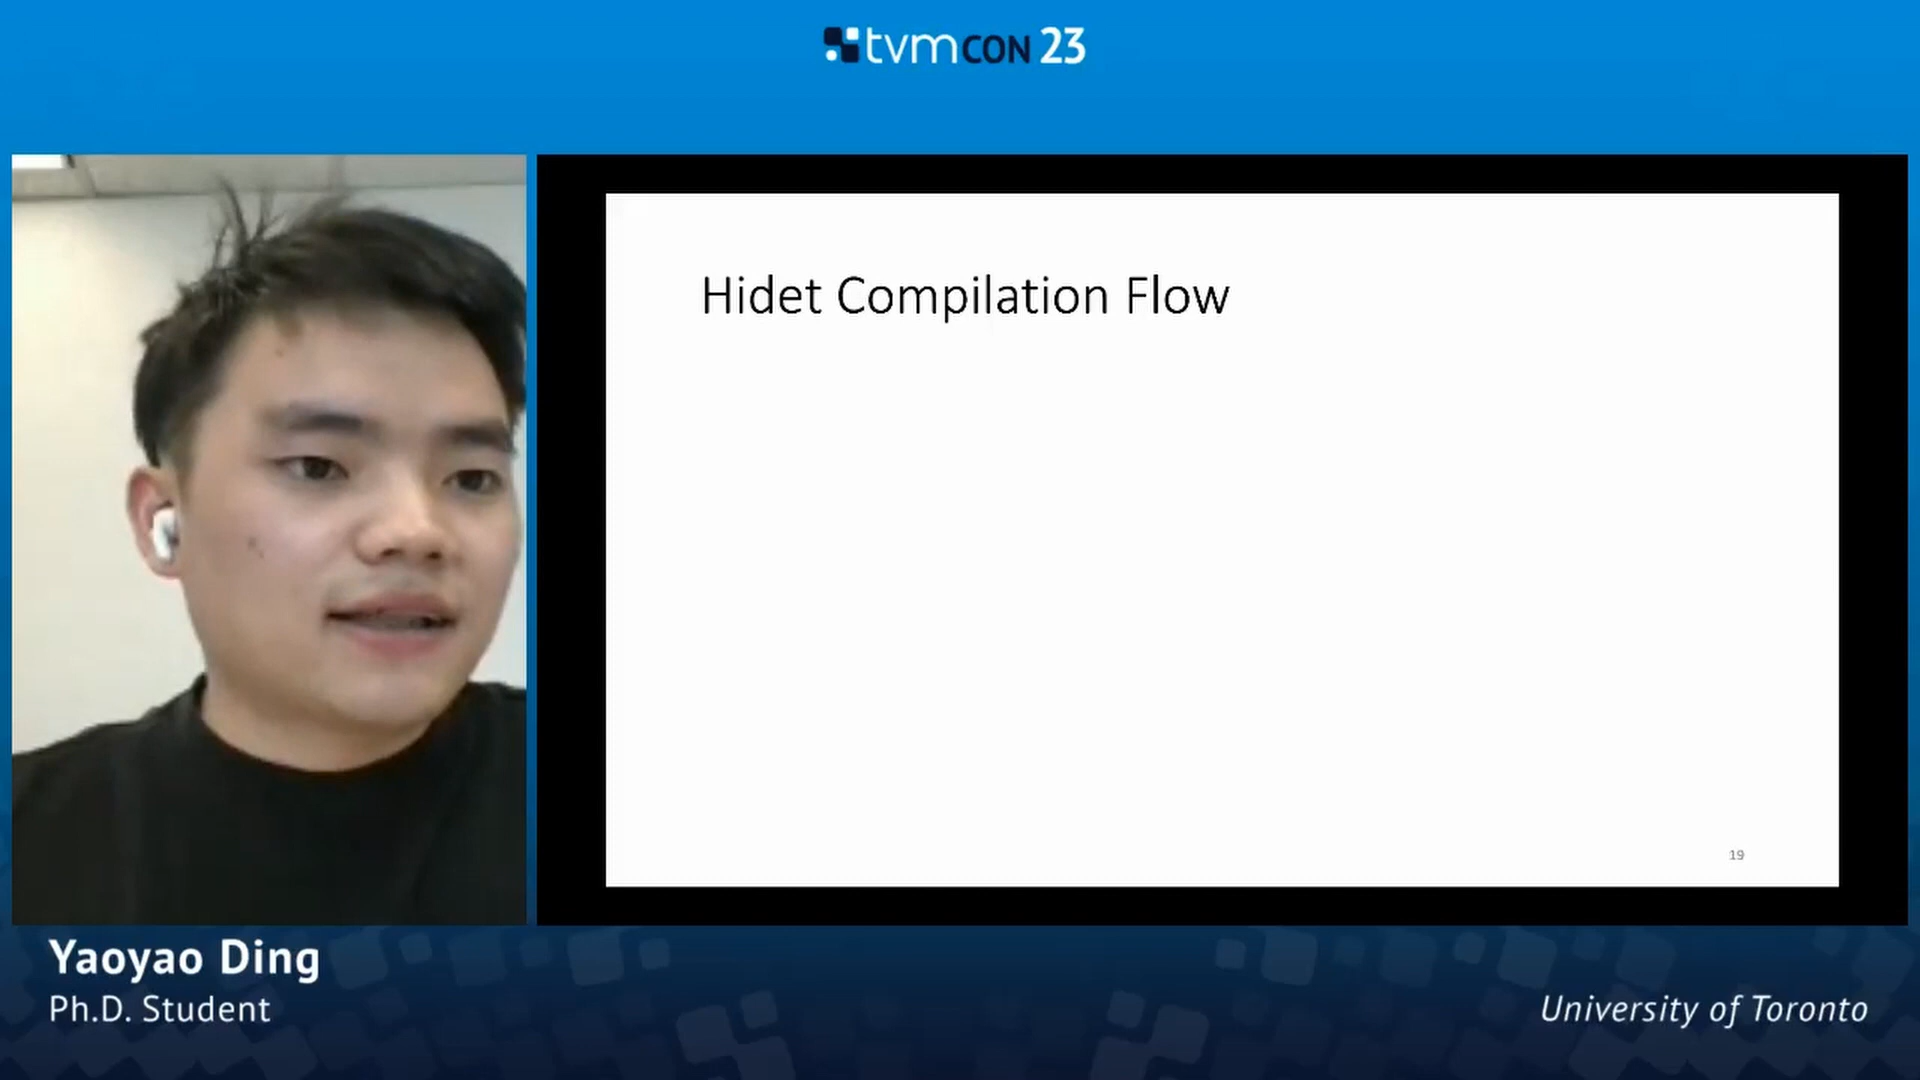 tvmCON 23
Hidet Compilation Flow
19
Yaoyao Ding
Ph.D. Student
University of Toronto